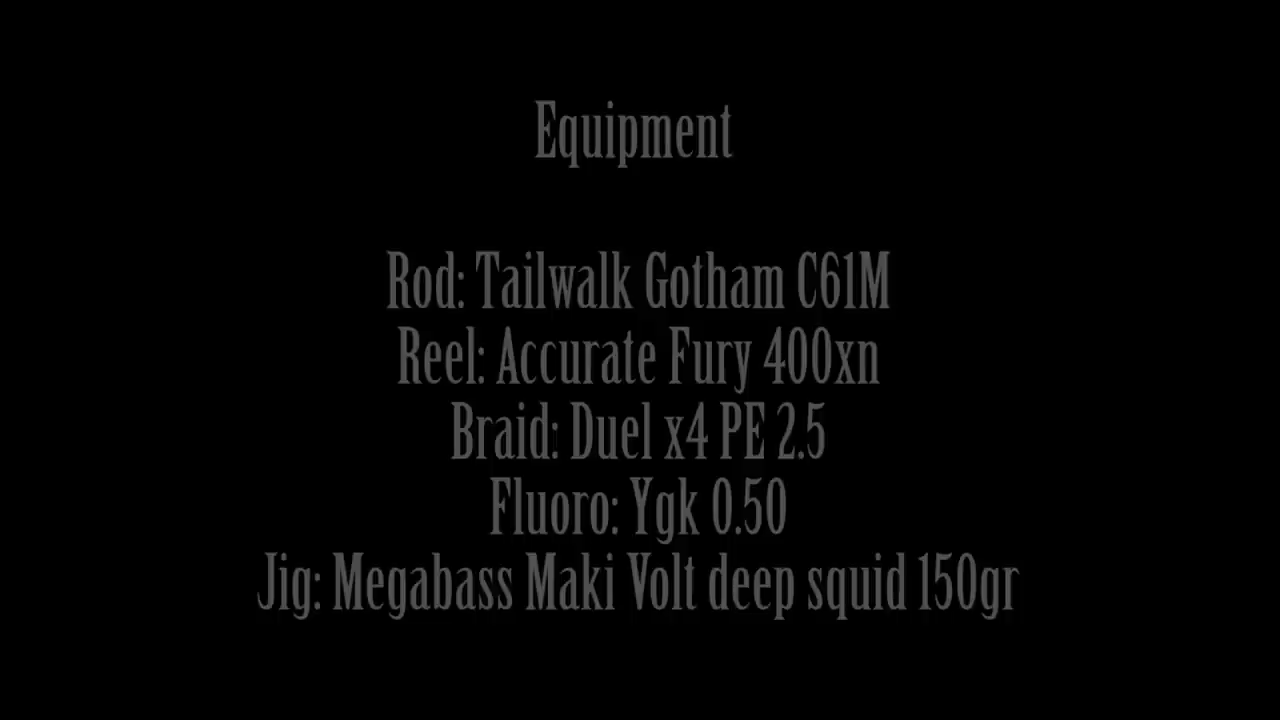 Equipment
Rod: Tailwalk Gotham C61M
Reel: Accurate Fury 400xn
Braid: Duel x4 PE 2.5
Fluoro: Ygk 0.50
Jig: Megabass Maki Volt deep squid 150gr